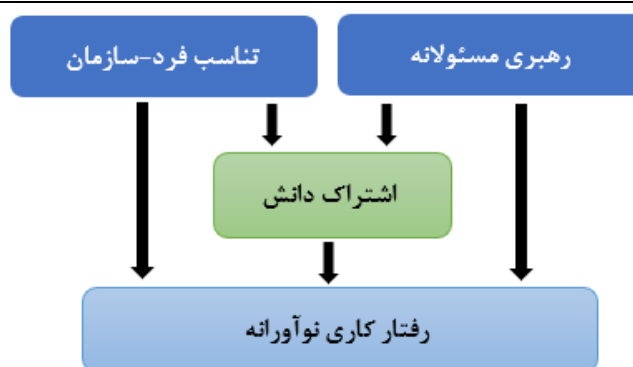 رهبری مسئولانه
تناسب فرد-سازمان
اشتراک دانش
رفتار کاری نوآورانه